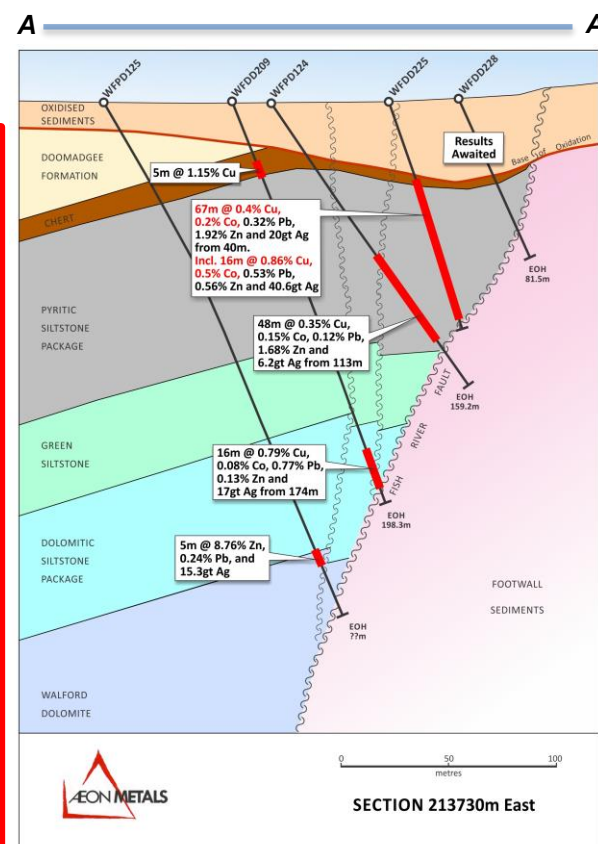 A
A
WFPD125
WFDD209
WFPD124
WFDD225
WFDD228
OXIDISED
SEDIMENTS
Results
Awaited
Base of Oxidation
DOOMADGEE
FORMATION
5m @ 1.15% Cu
CHERT
67m @ 0.4% Cu,
0.2% Co, 0.32% Pb,
1.92% Zn and 20gt Ag
from 40m.
Incl. 16m @ 0.86% Cu,
0.5% Co, 0.53% Pb,
0.56% Zn and 40.6gt Ag
EOH
81.5m
PYRITIC
SILTSTONE
PACKAGE
48m @ 0.35% Cu,
0.15% Co, 0.12% Pb,
1.68% Zn and
6.2gt Ag from 113m
EOH
159.2m
FISH RIVER FAULT
GREEN
SILTSTONE
16m @ 0.79% Cu,
0.08% Co, 0.77% Pb,
0.13% Zn and
17gt Ag from 174m
EOH
198.3m
DOLOMITIC
SILTSTONE
PACKAGE
5m @ 8.76% Zn,
0.24% Pb, and
15.3gt Ag
FOOTWALL
SEDIMENTS
EOH
??m
WALFORD
DOLOMITE
ÆON METALS
0 50 100
metres
SECTION 213730m East